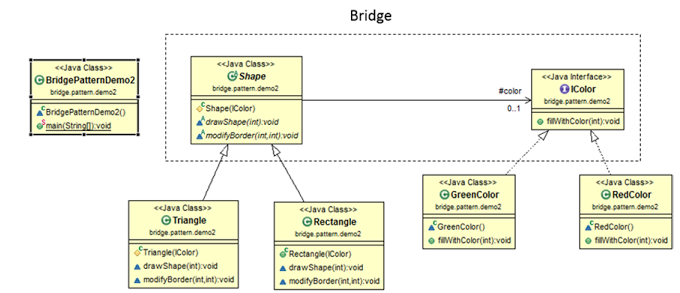 Bridge
<<Java Class>>
BridgePatternDemo2
bridge.pattern.demo2
BridgePatternDemo2()
main(String[]):void
<<Java Class>>
Shape
bridge.pattern.demo2
Shape(IColor)
drawShape(int):void
modifyBorder(int,int):void
#color
0..1
<<Java Interface>>
IColor
bridge.pattern.demo2
fillWithColor(int):void
<<Java Class>>
Triangle
bridge.pattern.demo2
Triangle(IColor)
drawShape(int):void
modifyBorder(int,int):void
<<Java Class>>
Rectangle
bridge.pattern.demo2
Rectangle(IColor)
drawShape(int):void
modifyBorder(int,int):void
<<Java Class>>
GreenColor
bridge.pattern.demo2
GreenColor()
fillWithColor(int):void
<<Java Class>>
RedColor
bridge.pattern.demo2
RedColor()
fillWithColor(int):void